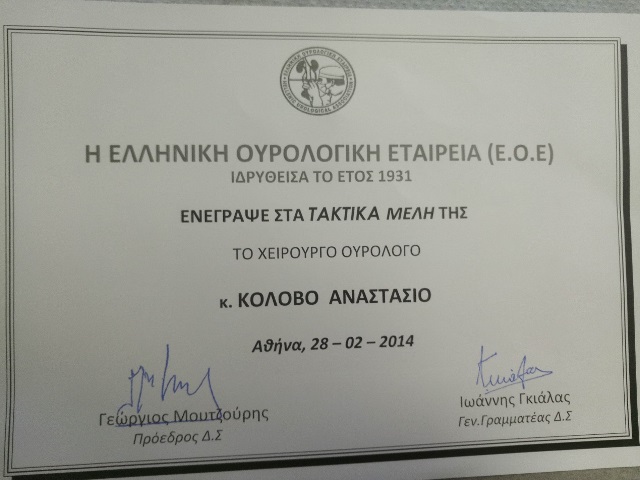 Η ΕΛΛΗΝΙΚΗ ΟΥΡΟΛΟΓΙΚΗ ΕΤΑΙΡΕΙΑ (Ε.Ο.Ε)
ΙΔΡΥΘΕΙΣΑ ΤΟ ΕΤΟΣ 1931
ΕΝΕΓΡΑΨΕ ΣΤΑ ΤΑΚΤΙΚΑ ΜΕΛΗ ΤΗΣ
ΤΟ ΧΕΙΡΟΥΡΓΟ ΟΥΡΟΛΟΓΟ
κ. ΚΟΛΟΒΟ ΑΝΑΣΤΑΣΙΟ
Αθήνα, 28 – 02 – 2014
Γεώργιος Μουτζούρης
Πρόεδρος Δ.Σ
Ιωάννης Γκιάλας
Γεν.Γραμματέας Δ.Σ